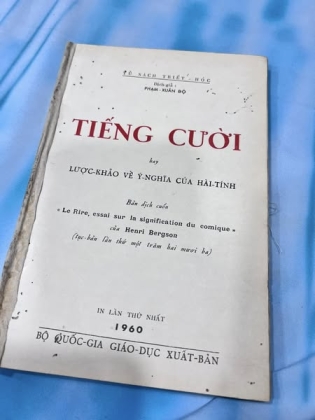 TỦ SÁCH TRIẾT-HỌC
Dịch-giả :
PHẠM-XUÂN ĐỘ
TIẾNG CƯỜI
hay
LƯỢC-KHẢO VỀ Ý-NGHĨA CỦA HÀI-TÍNH
Bản dịch cuốn
« Le Rire, essai sur la signification du comique »
của Henri Bergson
(tục-bản lần thứ một trăm hai mươi ba)
IN LẦN THỨ NHẤT
1960
BỘ QUỐC-GIA GIÁO-DỤC XUẤT-BẢN